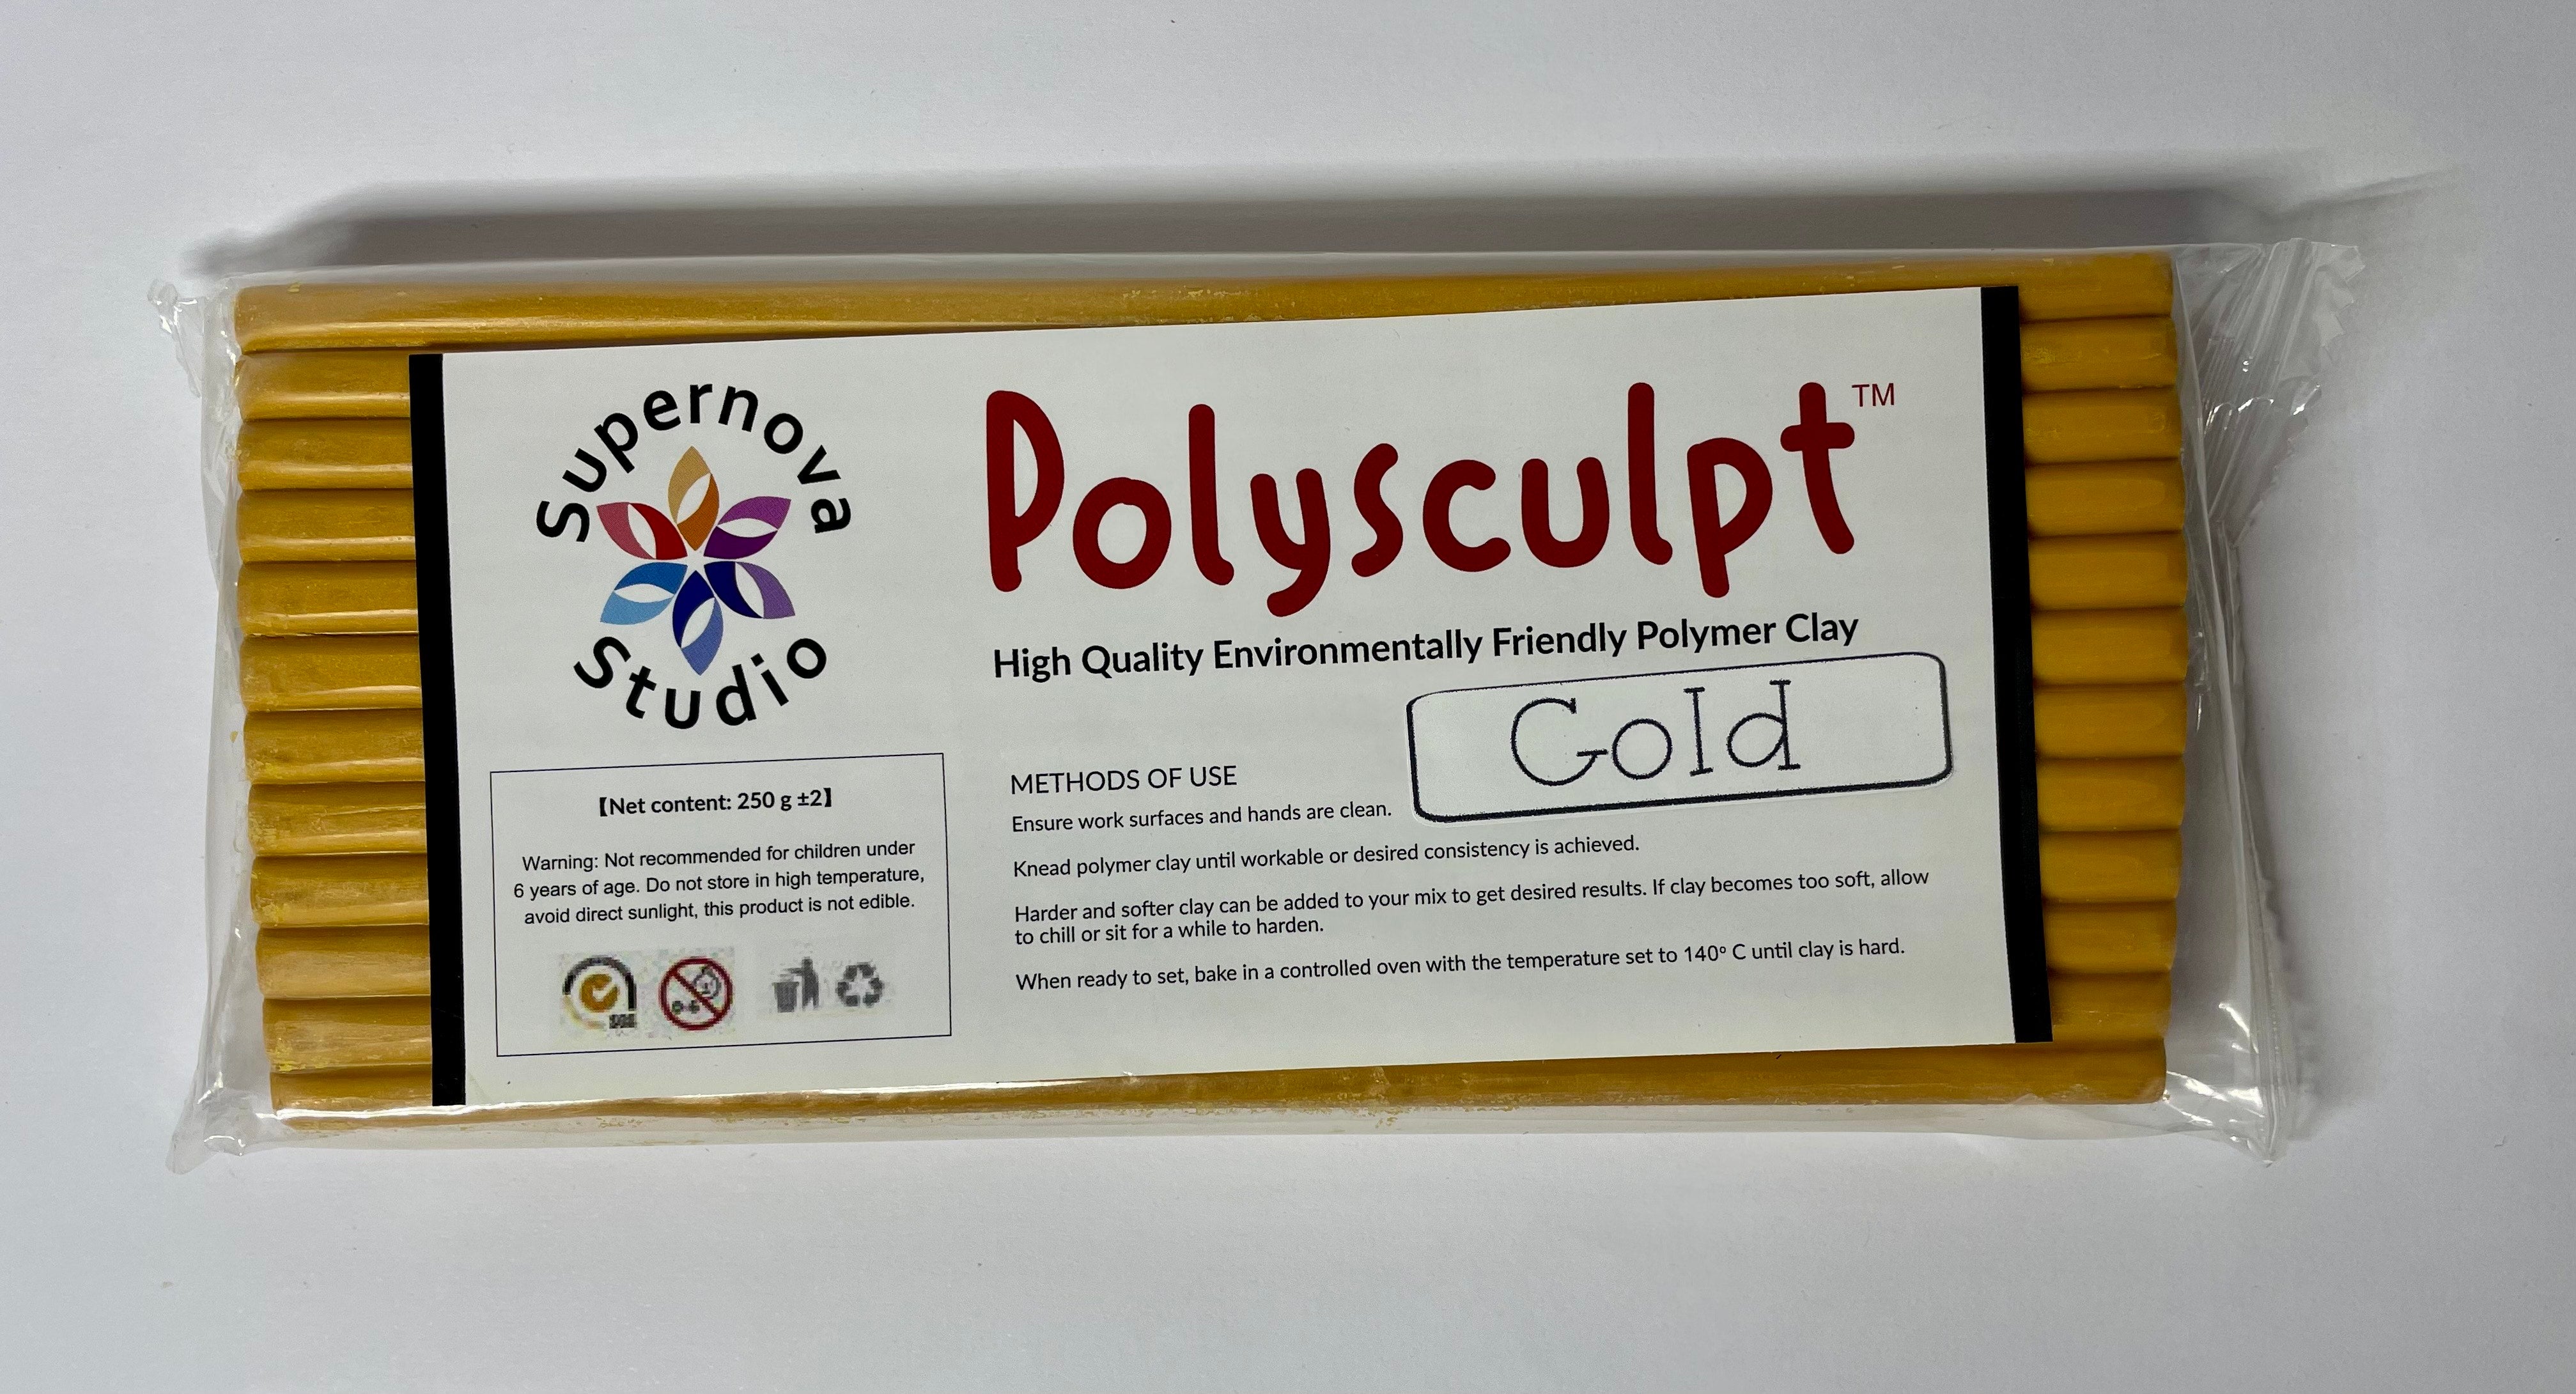 Supernova
Studio
Polysculpt™
High Quality Environmentally Friendly Polymer Clay
Gold
【Net content: 250 g ±2】
Warning: Not recommended for children under
6 years of age. Do not store in high temperature,
avoid direct sunlight, this product is not edible.
METHODS OF USE
Ensure work surfaces and hands are clean.
Knead polymer clay until workable or desired consistency is achieved.
Harder and softer clay can be added to your mix to get desired results. If clay becomes too soft, allow
to chill or sit for a while to harden.
When ready to set, bake in a controlled oven with the temperature set to 140º C until clay is hard.